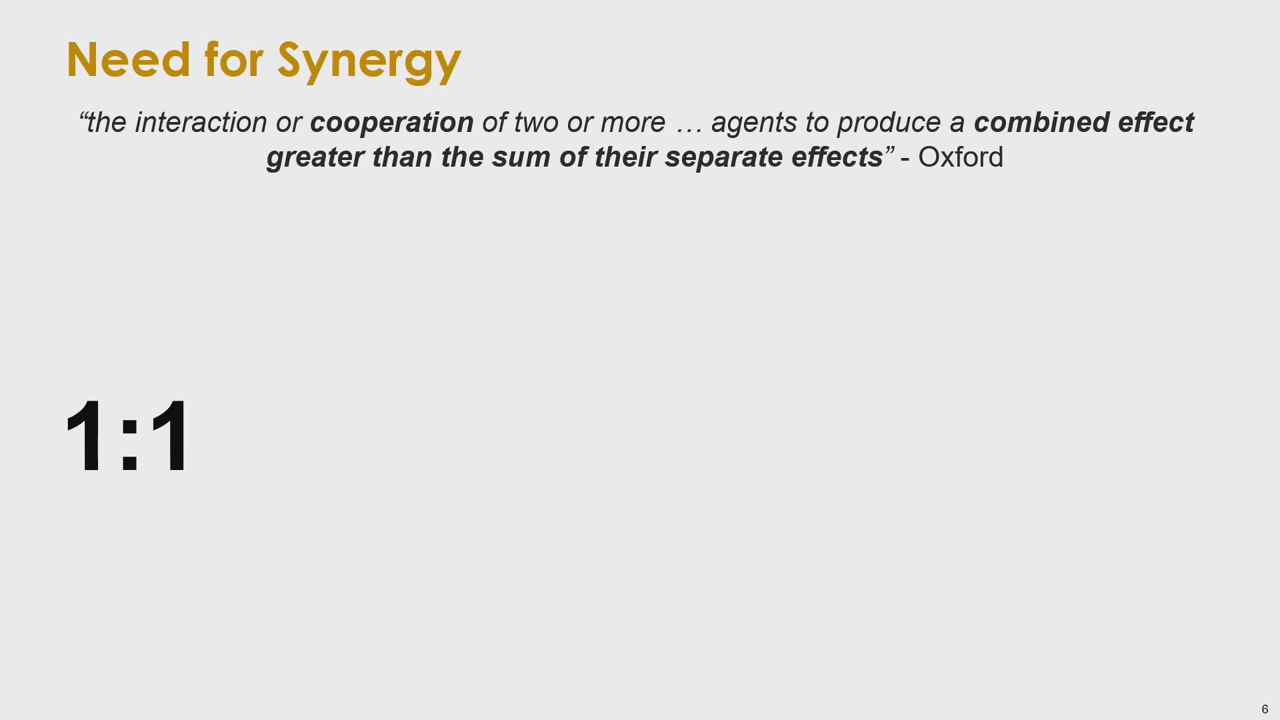 Need for Synergy
“the interaction or cooperation of two or more … agents to produce a combined effect
greater than the sum of their separate effects” - Oxford
1:1
6